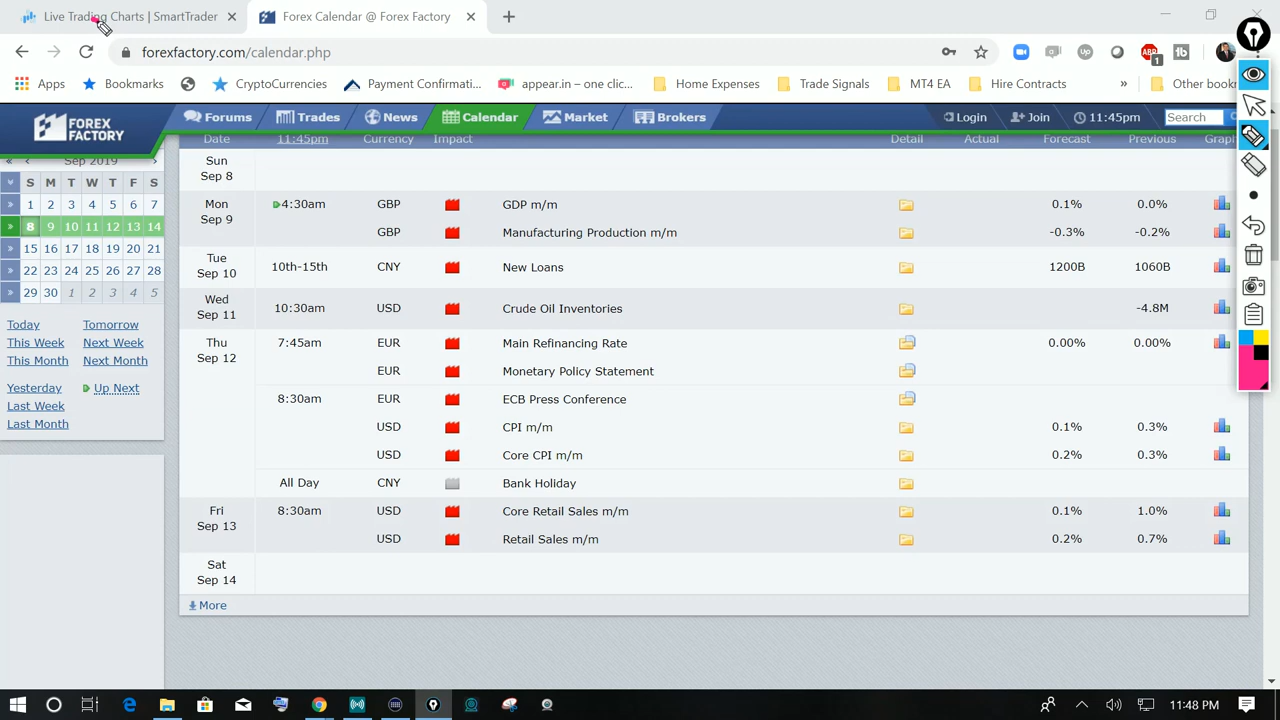 Live Trading Charts | SmartTrader
Forex Calendar @ Forex Factory
forexfactory.com/calendar.php
ABP
1
Up
tb
Apps
Bookmarks
CryptoCurrencies
Payment Confirmati...
appear.in – one clic...
Home Expenses
Trade Signals
MT4 EA
Hire Contracts
»
Other bookm
FOREX
FACTORY
Forums
Trades
News
Calendar
Market
Brokers
Login
Join
11:45pm
Search
Date 11:45pm Currency Impact Detail Actual Forecast Previous Graph
« ‹ Sep 2019 ›
S M T W T F S
» 1 2 3 4 5 6 7
» 8 9 10 11 12 13 14
» 15 16 17 18 19 20 21
» 22 23 24 25 26 27 28
» 29 30 1 2 3 4 5
Today Tomorrow
This Week Next Week
This Month Next Month
Yesterday Up Next
Last Week
Last Month
Sun
Sep 8
Mon
Sep 9
4:30am GBP GDP m/m 0.1% 0.0%
GBP Manufacturing Production m/m -0.3% -0.2%
Tue
Sep 10
10th-15th CNY New Loans 1200B 1060B
Wed
Sep 11
10:30am USD Crude Oil Inventories -4.8M
Thu
Sep 12
7:45am EUR Main Refinancing Rate 0.00% 0.00%
EUR Monetary Policy Statement
8:30am EUR ECB Press Conference
USD CPI m/m 0.1% 0.3%
USD Core CPI m/m 0.2% 0.3%
All Day CNY Bank Holiday
Fri
Sep 13
8:30am USD Core Retail Sales m/m 0.1% 1.0%
USD Retail Sales m/m 0.2% 0.7%
Sat
Sep 14
More
11:48 PM